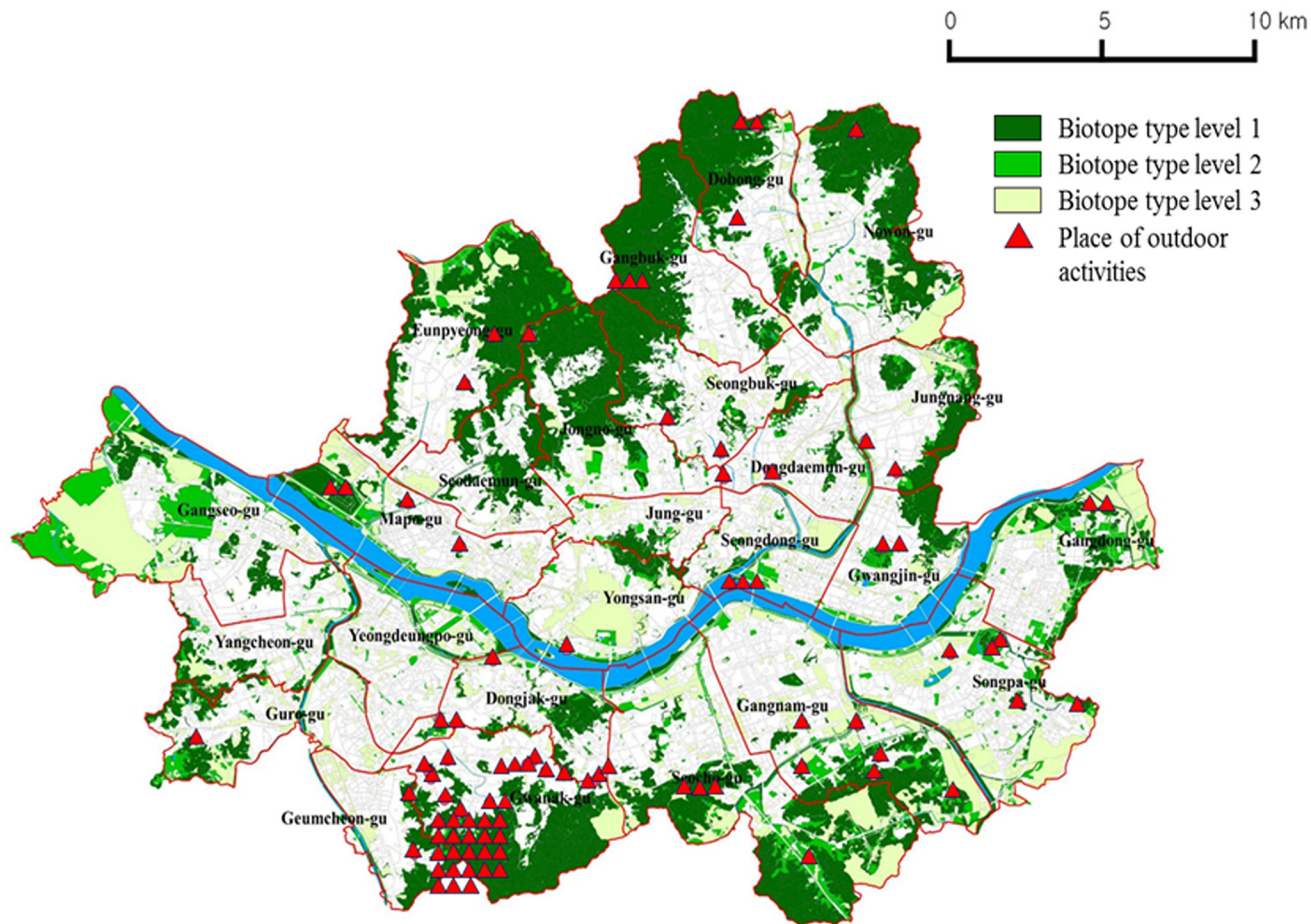 0 5 10 km
Biotope type level 1
Biotope type level 2
Biotope type level 3
Place of outdoor
activities
Dobong-gu
Nowon-gu
Gangbuk-gu
Eunpyeong-gu
Seongbuk-gu
Jungnang-gu
Jongno-gu
Dongdaemun-gu
Seodaemun-gu
Gangseo-gu
Mapo-gu
Jung-gu
Seongdong-gu
Gangdong-gu
Gwangjin-gu
Yongsan-gu
Yangcheon-gu
Yeongdeungpo-gu
Songpa-gu
Dongjak-gu
Gangnam-gu
Guro-gu
Seocho-gu
Gwanak-gu
Geumcheon-gu